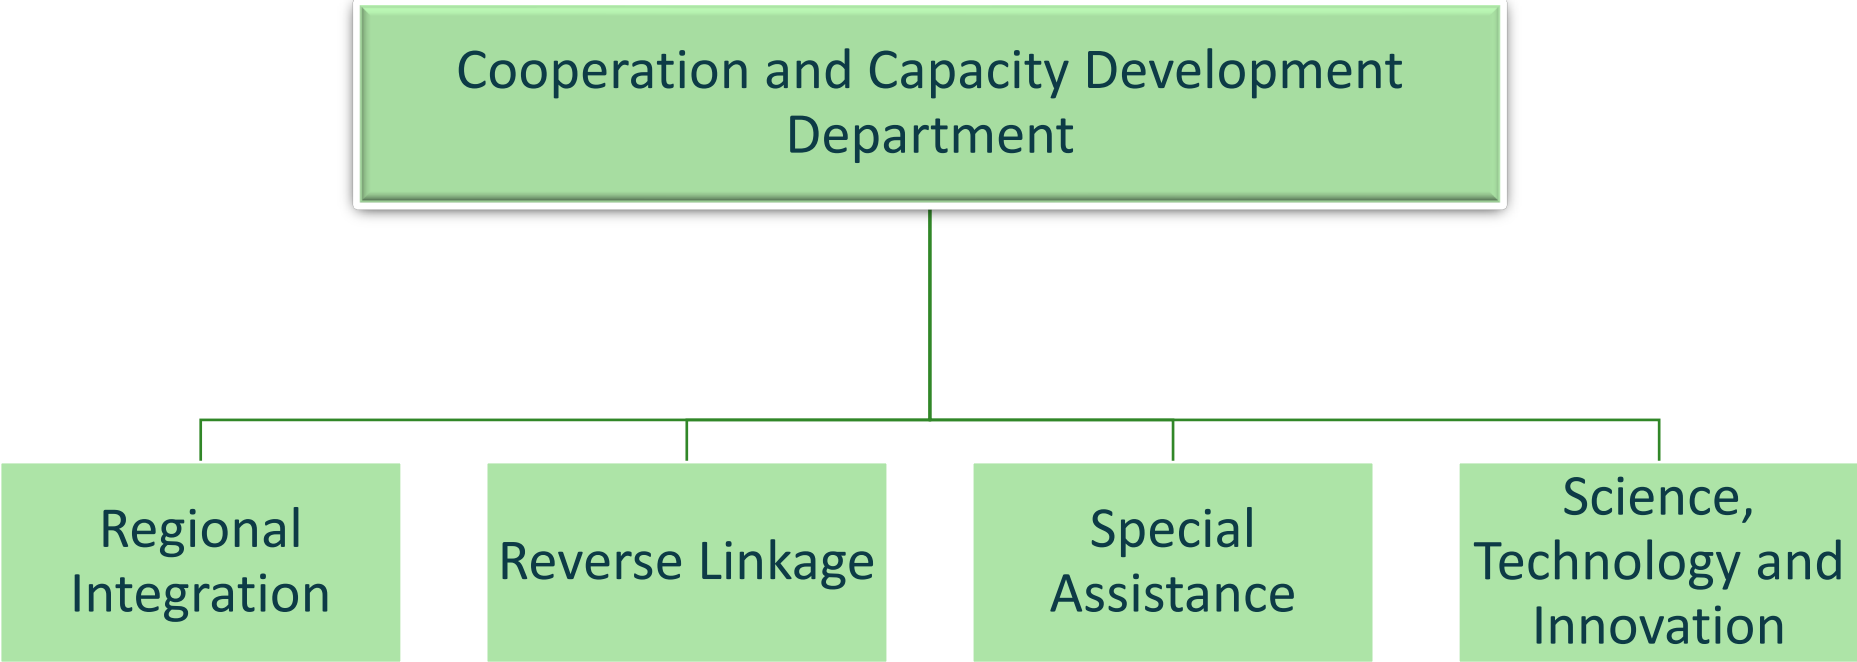 Cooperation and Capacity Development
Department
Regional
Integration
Reverse Linkage
Special
Assistance
Science,
Technology and
Innovation